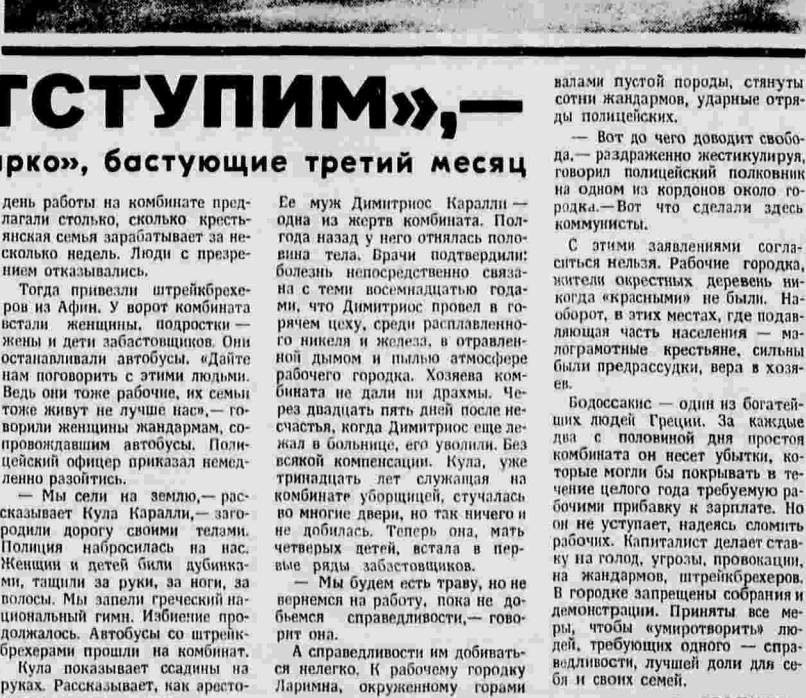 ТСТУПИМ»,—
арко», бастующие третий месяц
день работы на комбинате пред-
лагали столько, сколько кресть-
янская семья зарабатывает за не-
сколько недель. Люди с презре-
нием отказывались.
Тогда привезли штрейкбрехе-
ров из Афин. У ворот комбината
встали женщины, подростки —
жены и дети забастовщиков. Они
останавливали автобусы. «Дайте
нам поговорить с этими людьми.
Ведь они тоже рабочие, их семьи
тоже живут не лучше нас»,— го-
ворили женщины жандармам, со-
провождавшим автобусы. Поли-
цейский офицер приказал немед-
ленно разойтись.
— Мы сели на землю,— рас-
сказывает Кула Каралли,— заго-
родили дорогу своими телами.
Полиция набросилась на нас.
Женщин и детей били дубинка-
ми, тащили за руки, за ноги, за
волосы. Мы запели греческий на-
циональный гимн. Избиение про-
должалось. Автобусы со штрейк-
брехерами прошли на комбинат.
Кула показывает ссадины на
руках. Рассказывает, как аресто-
Ее муж Димитриос Каралли —
одна из жертв комбината. Пол-
года назад у него отнялась поло-
вина тела. Врачи подтвердили:
болезнь непосредственно связа-
на с теми восемнадцатью года-
ми, что Димитриос провел в го-
рячем цеху, среди расплавленно-
го никеля и железа, в отравлен-
ной дымом и пылью атмосфере
рабочего городка. Хозяева ком-
бината не дали ни драхмы. Че-
рез двадцать пять дней после не-
счастья, когда Димитриос еще ле-
жал в больнице, его уволили. Без
всякой компенсации. Кула, уже
тринадцать лет служащая на
комбинате уборщицей, стучалась
во многие двери, но так ничего и
не добилась. Теперь она, мать
четверых детей, встала в пер-
вые ряды забастовщиков.
— Мы будем есть траву, но не
вернемся на работу, пока не до-
бьемся справедливости,— гово-
рит она.
А справедливости им добивать-
ся нелегко. К рабочему городку
Ларимна, окруженному горами
валами пустой породы, стянуты
сотни жандармов, ударные отря-
ды полицейских.
— Вот до чего доводит свобо-
да,— раздраженно жестикулируя,
говорил полицейский полковник
на одном из кордонов около го-
родка.— Вот что сделали здесь
коммунисты.
С этими заявлениями согла-
ситься нельзя. Рабочие городка,
жители окрестных деревень ни-
когда «красными» не были. На-
оборот, в этих местах, где подав-
ляющая часть населения — ма-
лограмотные крестьяне, сильны
были предрассудки, вера в хозя-
ев.
Бодоссакис — один из богатей-
ших людей Греции. За каждые
два с половиной дня простоя
комбината он несет убытки, ко-
торые могли бы покрывать в те-
чение целого года требуемую ра-
бочими прибавку к зарплате. Но
он не уступает, надеясь сломить
рабочих. Капиталист делает став-
ку на голод, угрозы, провокации,
на жандармов, штрейкбрехеров.
В городке запрещены собрания и
демонстрации. Приняты все ме-
ры, чтобы «умиротворить» лю-
дей, требующих одного — спра-
ведливости, лучшей доли для се-
бя и своих семей.